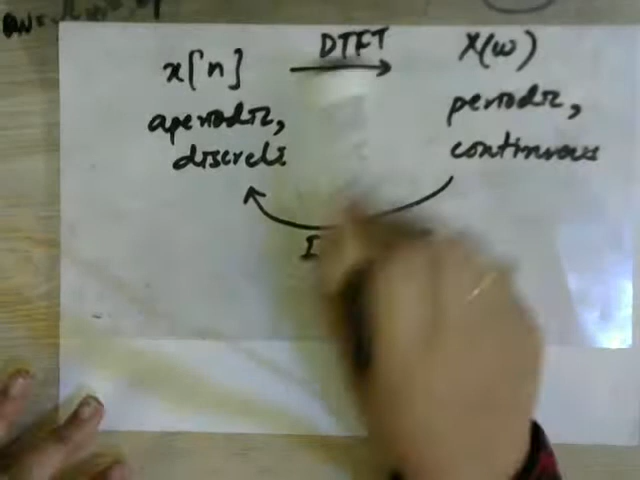 x[n] DTFT X(ω)
aperiodic, periodic,
discrete continuous
I